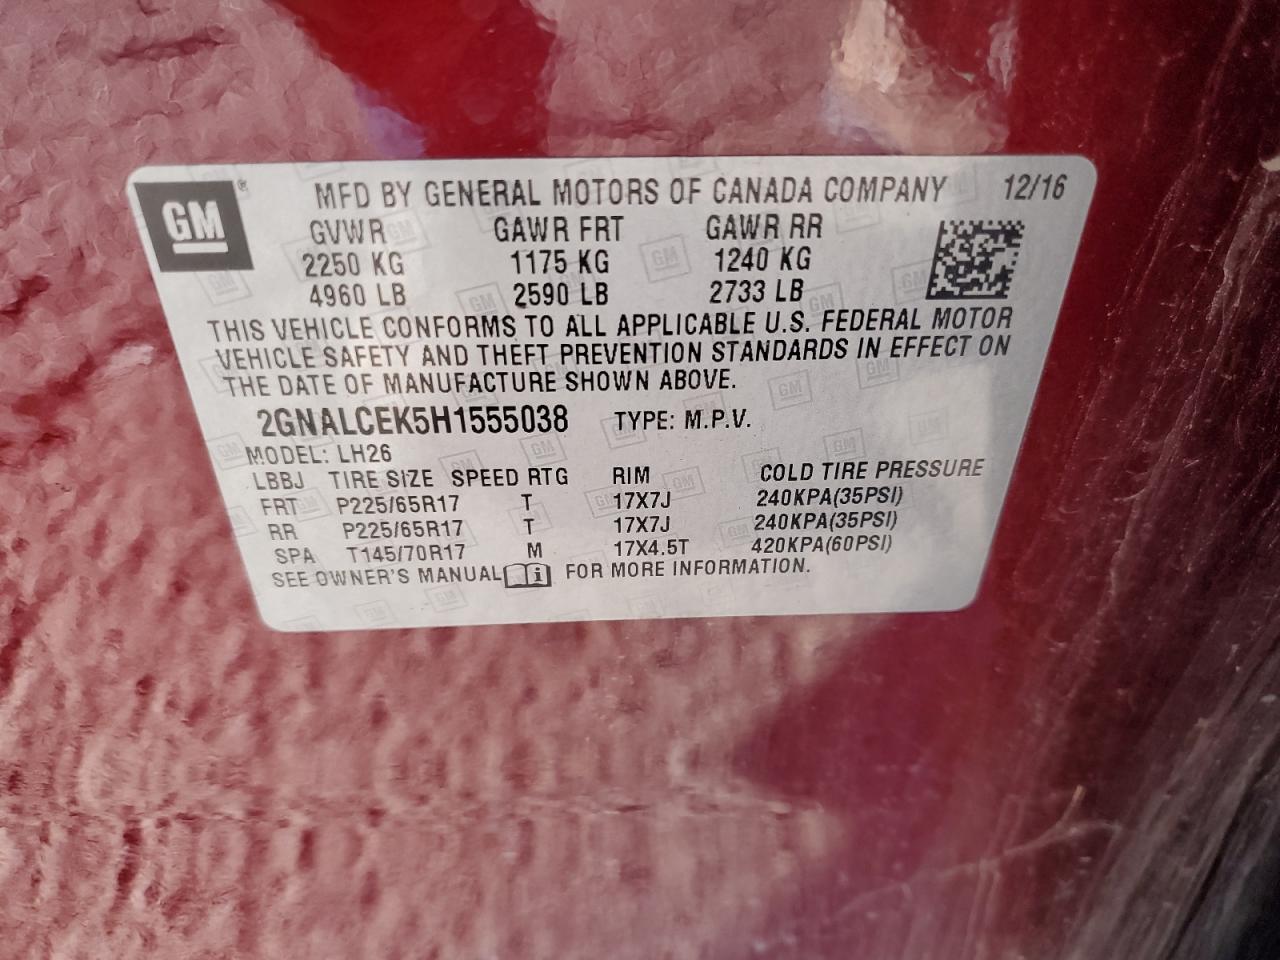 GM® MFD BY GENERAL MOTORS OF CANADA COMPANY 12/16
GVWR GAWR FRT GAWR RR
2250 KG 1175 KG 1240 KG
4960 LB 2590 LB 2733 LB
THIS VEHICLE CONFORMS TO ALL APPLICABLE U.S. FEDERAL MOTOR
VEHICLE SAFETY AND THEFT PREVENTION STANDARDS IN EFFECT ON
THE DATE OF MANUFACTURE SHOWN ABOVE.
2GNALCEK5H1555038 TYPE: M.P.V.
MODEL: LH26
LBBJ TIRE SIZE SPEED RTG RIM COLD TIRE PRESSURE
FRT P225/65R17 T 17X7J 240KPA(35PSI)
RR P225/65R17 T 17X7J 240KPA(35PSI)
SPA T145/70R17 M 17X4.5T 420KPA(60PSI)
SEE OWNER'S MANUAL i FOR MORE INFORMATION.